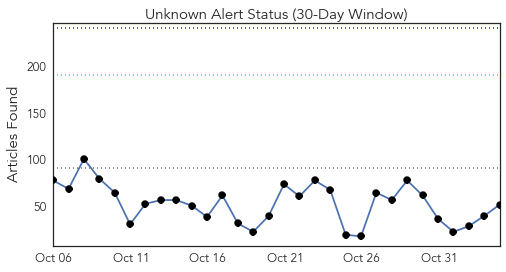 Unknown Alert Status (30-Day Window)
Articles Found
200
150
100
50
Oct 06 Oct 11 Oct 16 Oct 21 Oct 26 Oct 31